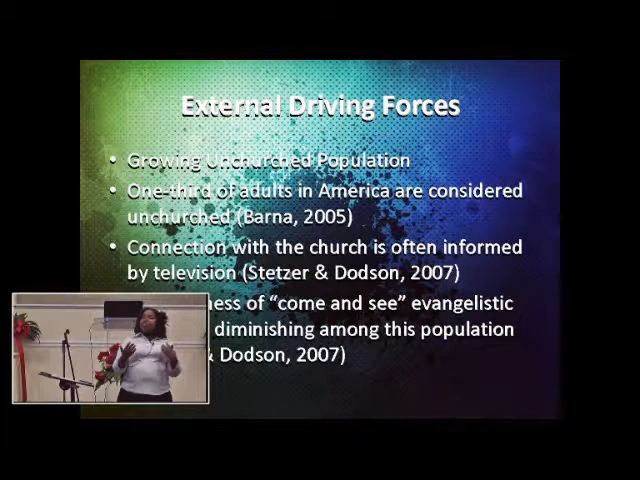 External Driving Forces
• Growing Unchurched Population
• One-third of adults in America are considered
unchurched (Barna, 2005)
• Connection with the church is often informed
by television (Stetzer & Dodson, 2007)
ness of “come and see” evangelistic
diminishing among this population
& Dodson, 2007)